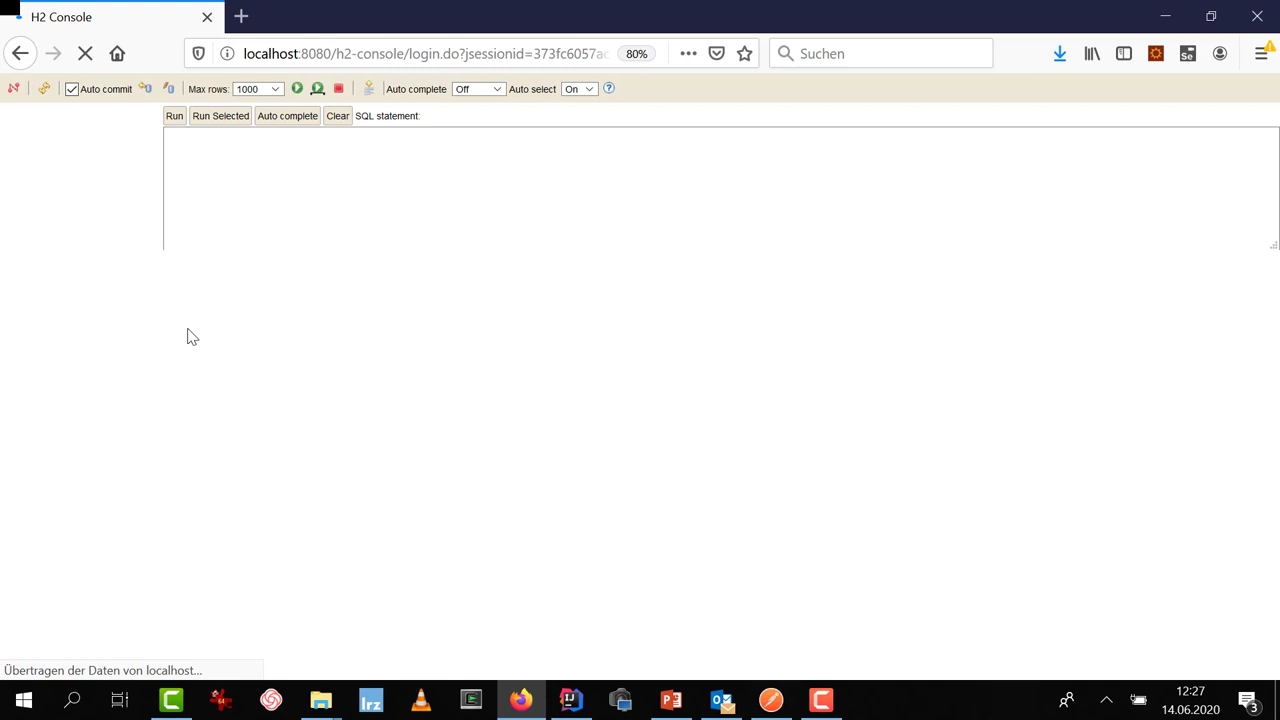 H2 Console
localhost:8080/h2-console/login.do?jsessionid=373fc6057a
80%
Suchen
Auto commit
Max rows: 1000
Auto complete Off
Auto select On
Run
Run Selected
Auto complete
Clear
SQL statement:
Übertragen der Daten von localhost...
lrz
12:27
14.06.2020
3